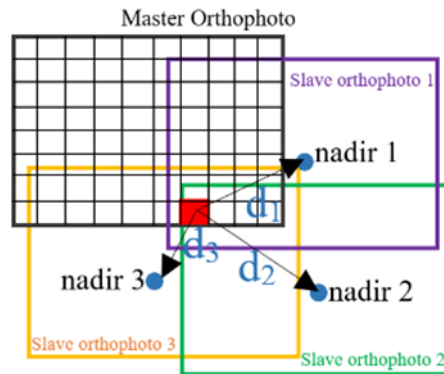 Master Orthophoto
Slave orthophoto 1
nadir 1
d1
d3
d2
nadir 3
nadir 2
Slave orthophoto 3
Slave orthophoto 2